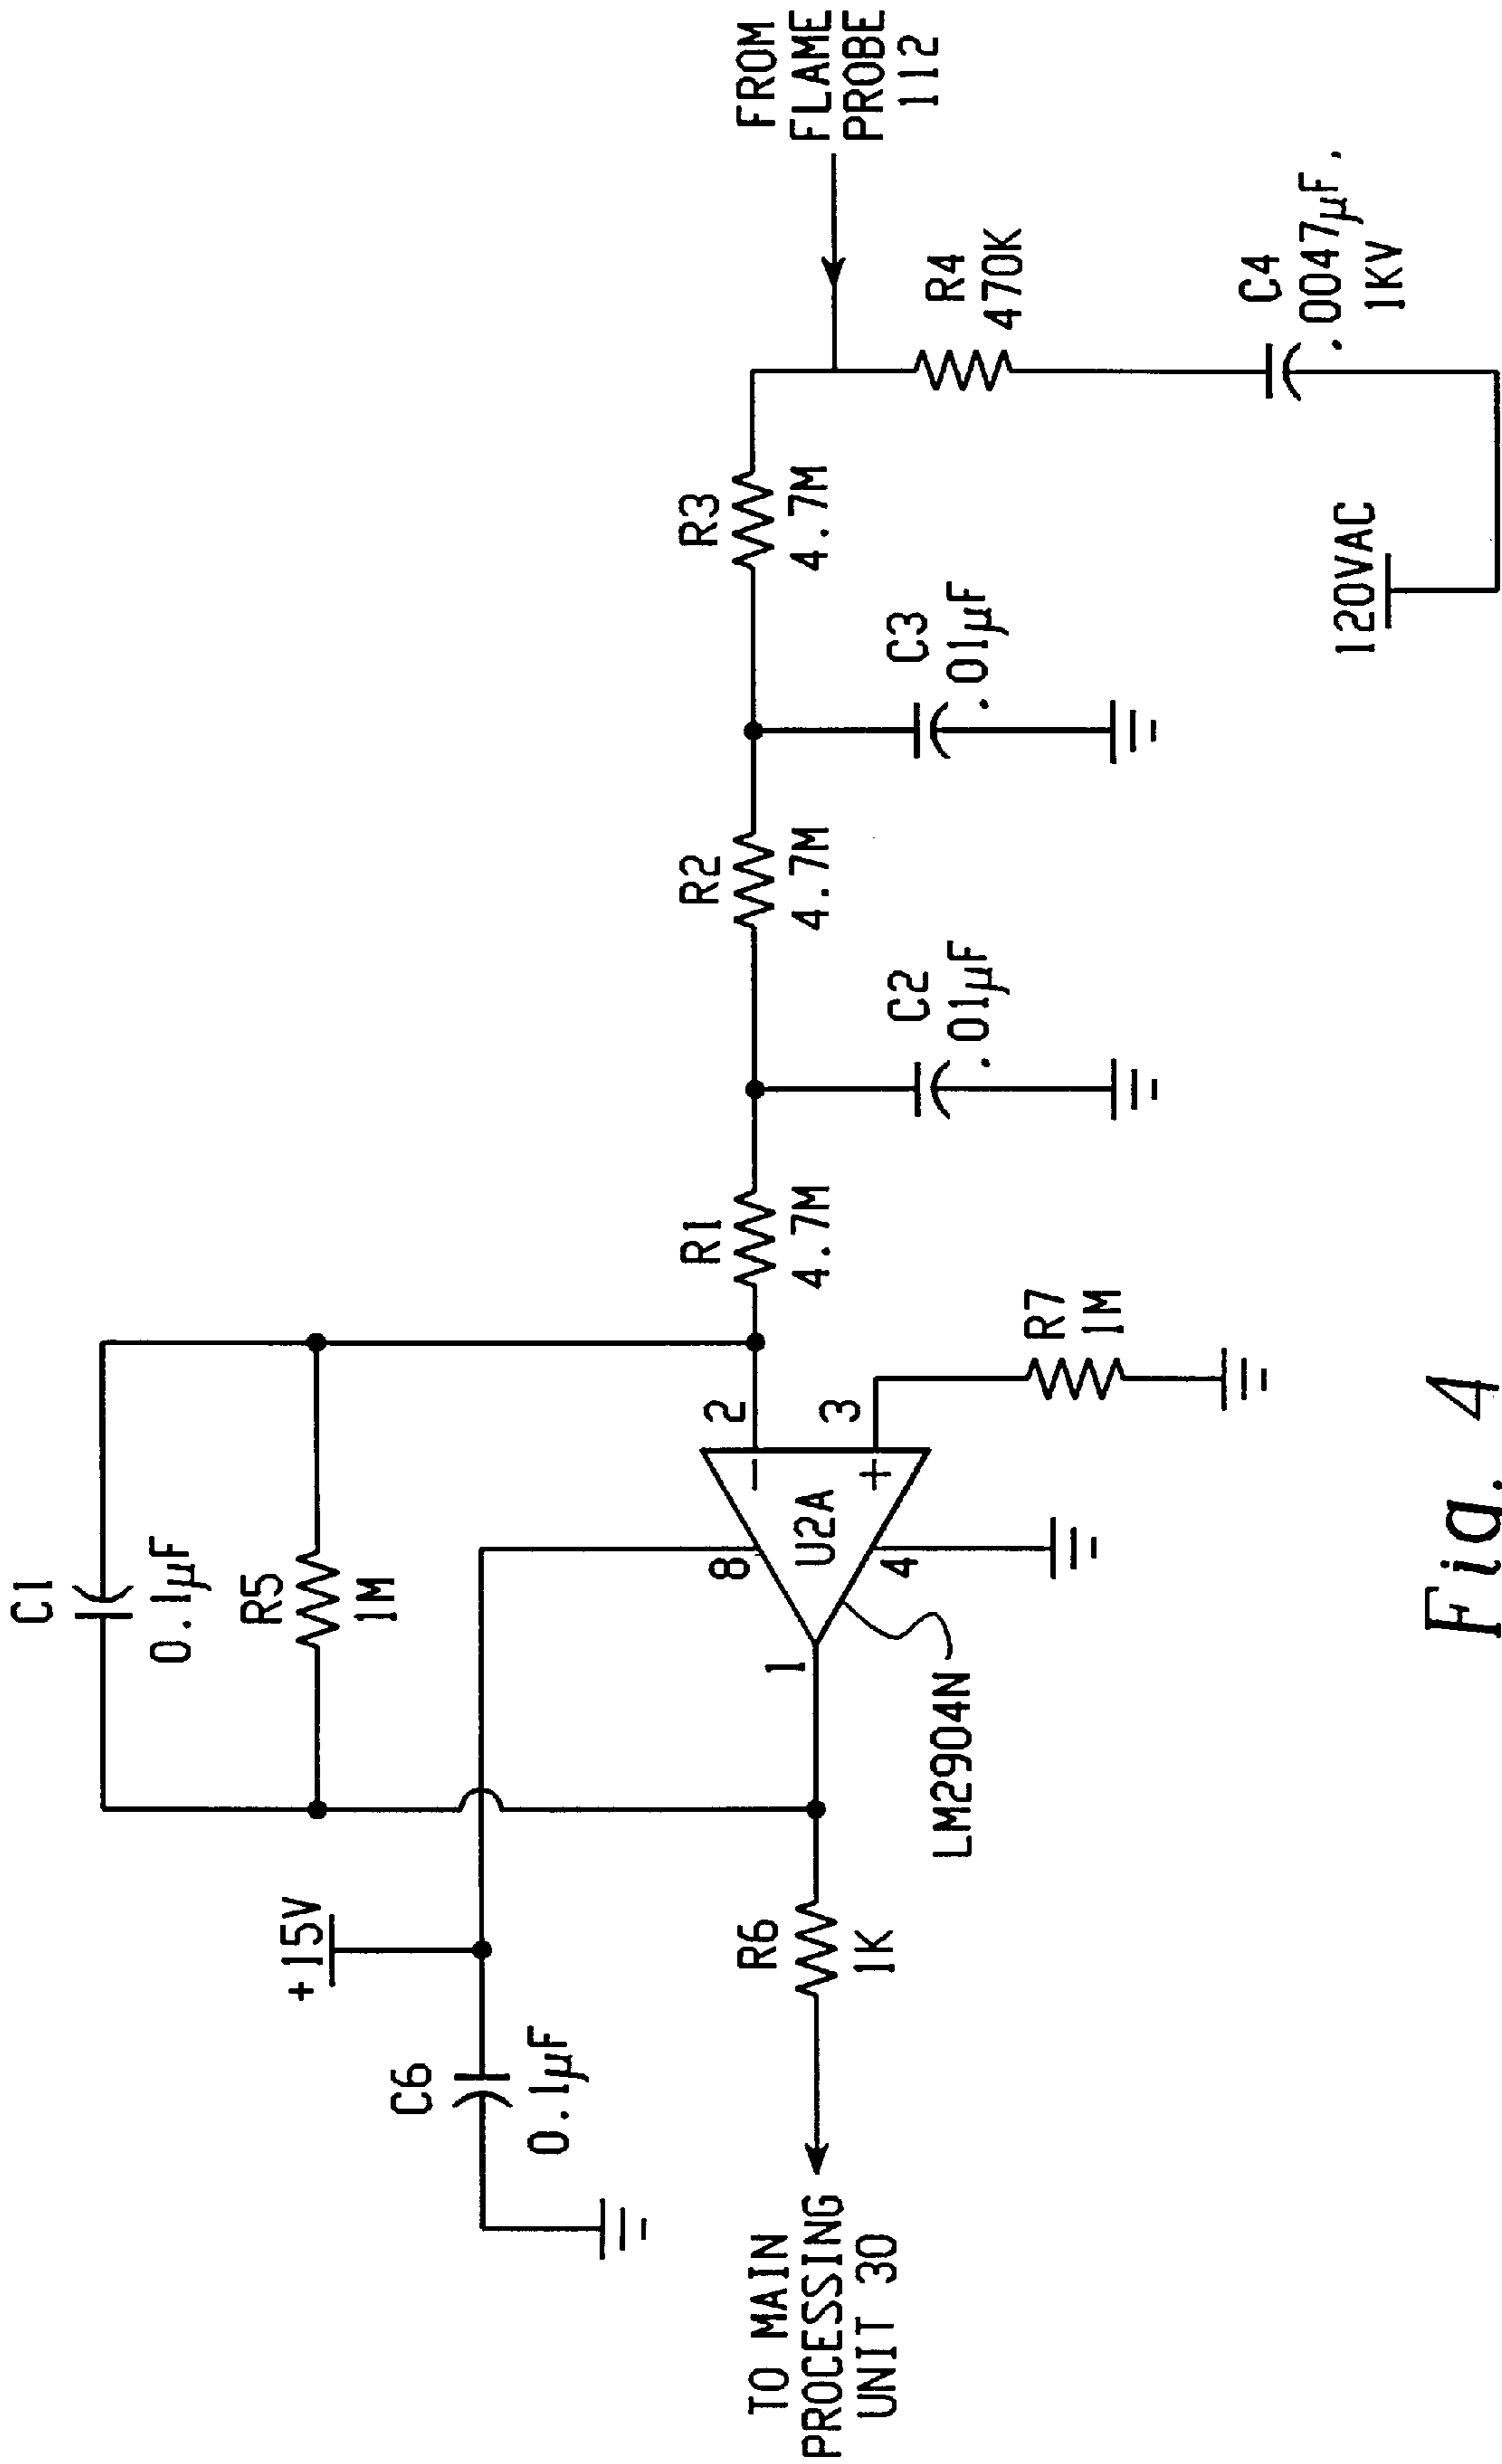 C1
0.1µF
R5
1M
+15V
C6
0.1µF
8
2
1
U2A
-
+
3
4
LM2904N
R6
1K
TO MAIN
PROCESSING
UNIT 30
R7
1M
R1
4.7M
C2
.01µF
R2
4.7M
C3
.01µF
R3
4.7M
FROM
FLAME
PROBE
112
R4
470K
C4
.0047µF,
1KV
120VAC
Fig. 4